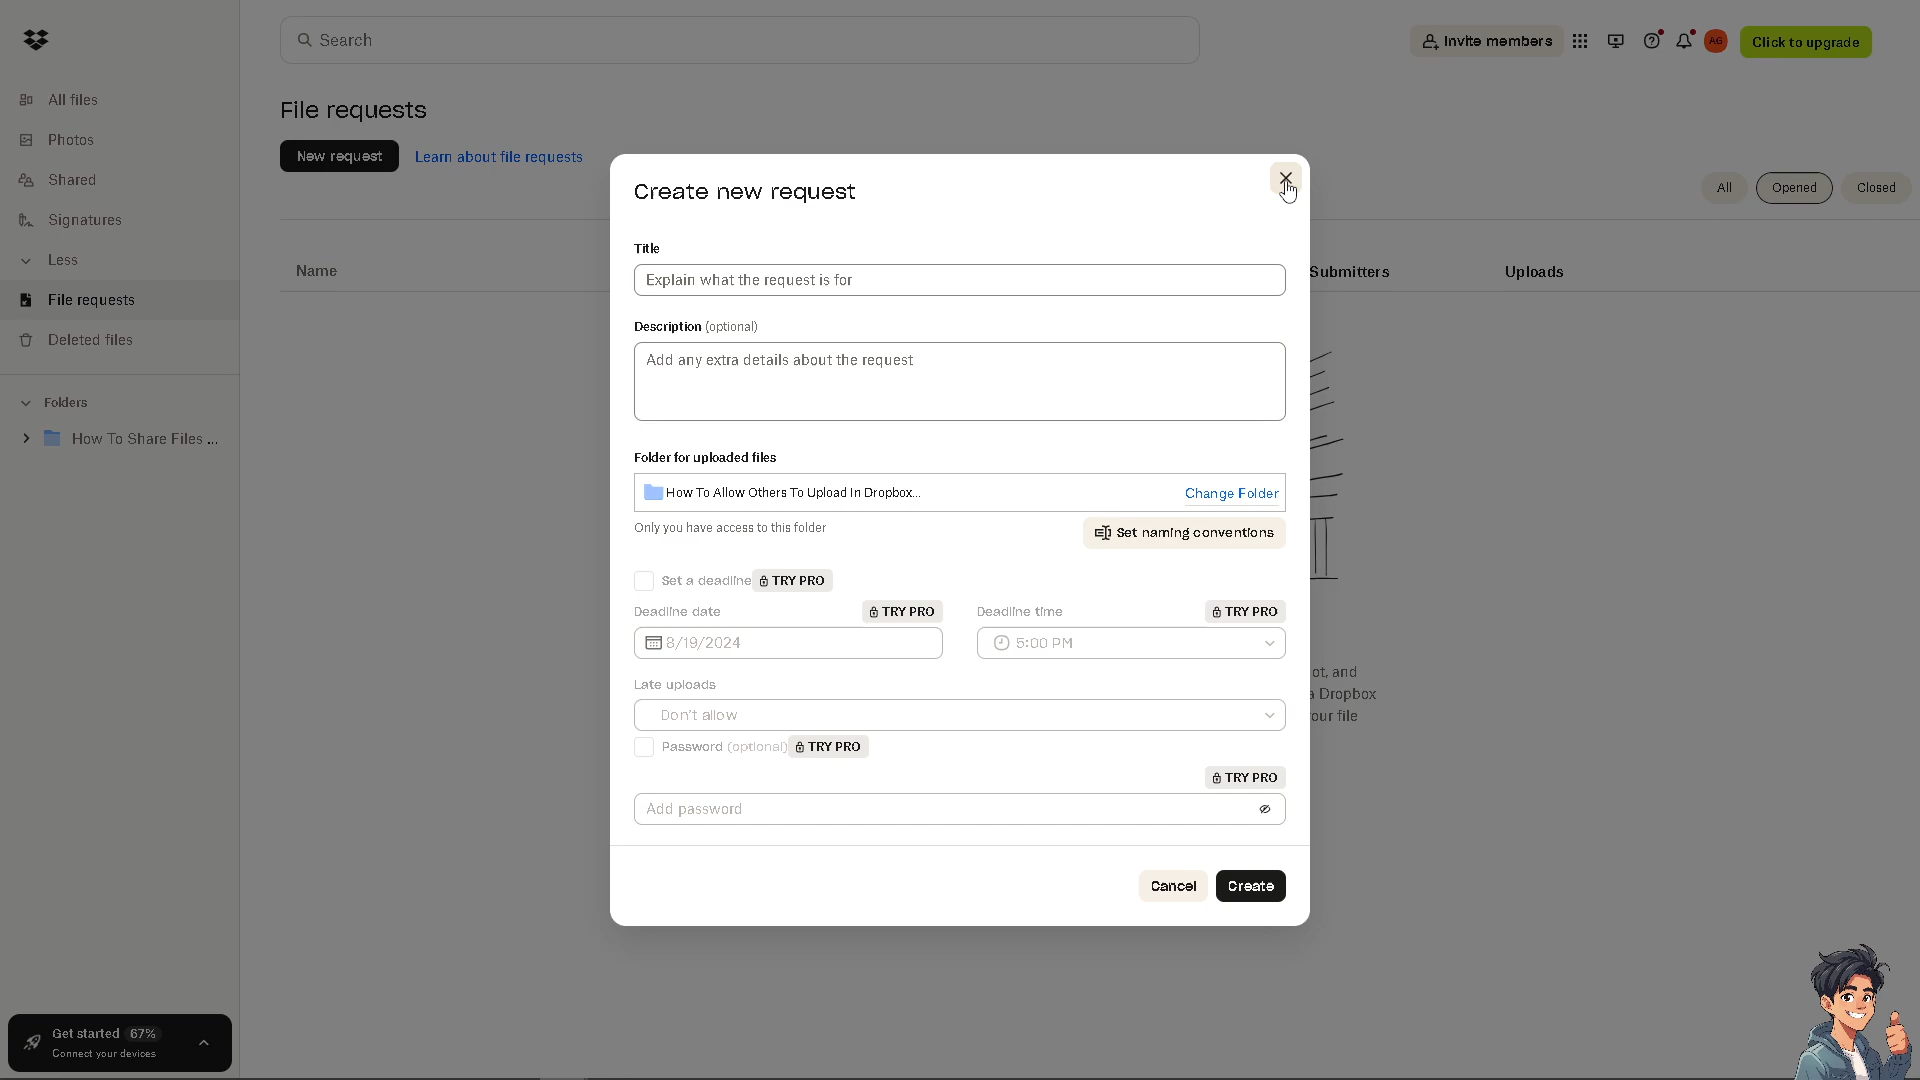 Search
Invite members
AG
Click to upgrade
All files
Photos
Shared
Signatures
Less
File requests
Deleted files
Folders
How To Share Files ...
Get started 67%
Connect your devices
File requests
New request
Learn about file requests
All
Opened
Closed
Name
Submitters
Uploads
Create new request
Title
Explain what the request is for
Description (optional)
Add any extra details about the request
Folder for uploaded files
How To Allow Others To Upload In Dropbox...
Change Folder
Only you have access to this folder
Set naming conventions
Set a deadline TRY PRO
Deadline date TRY PRO
Deadline time TRY PRO
8/19/2024
5:00 PM
Late uploads
Don't allow
Password (optional) TRY PRO
TRY PRO
Add password
Cancel
Create
ot, and
a Dropbox
our file